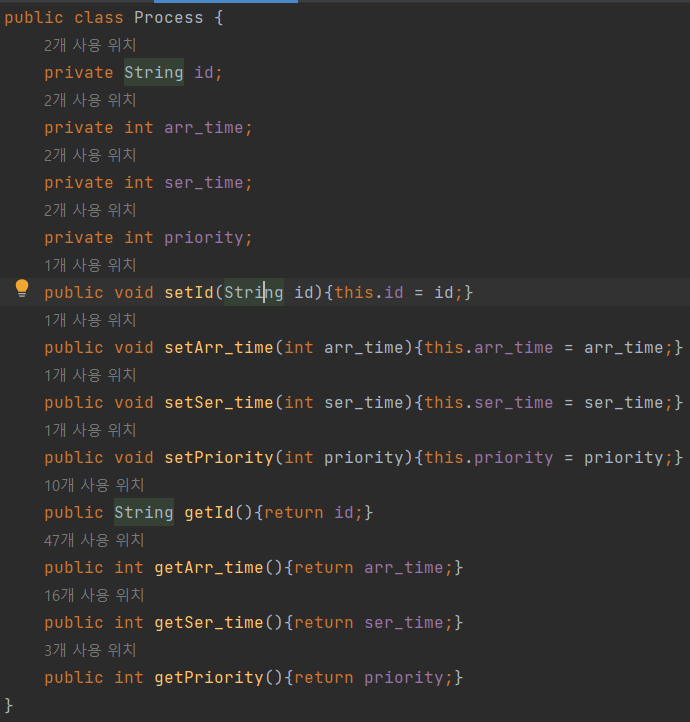 public class Process {
2개 사용 위치
private String id;
2개 사용 위치
private int arr_time;
2개 사용 위치
private int ser_time;
2개 사용 위치
private int priority;
1개 사용 위치
public void setId(String id){this.id = id;}
1개 사용 위치
public void setArr_time(int arr_time){this.arr_time = arr_time;}
1개 사용 위치
public void setSer_time(int ser_time){this.ser_time = ser_time;}
1개 사용 위치
public void setPriority(int priority){this.priority = priority;}
10개 사용 위치
public String getId(){return id;}
47개 사용 위치
public int getArr_time(){return arr_time;}
16개 사용 위치
public int getSer_time(){return ser_time;}
3개 사용 위치
public int getPriority(){return priority;}
}